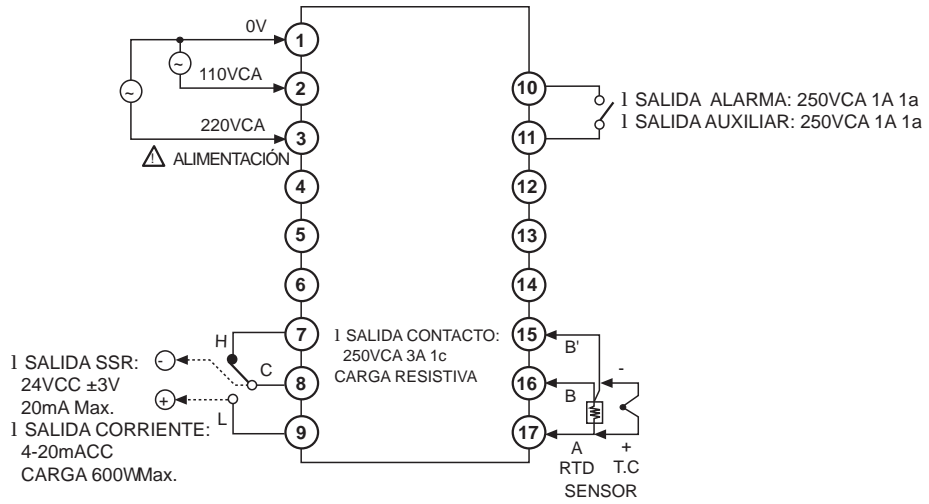 0V
1
110VCA
2
220VCA
3
ALIMENTACIÓN
4
5
6
H
7
C
8
L
9
l SALIDA SSR:
24VCC ±3V
20mA Max.
l SALIDA CORRIENTE:
4-20mACC
CARGA 600WMax.
l SALIDA CONTACTO:
250VCA 3A 1c
CARGA RESISTIVA
10
11
l SALIDA ALARMA: 250VCA 1A 1a
l SALIDA AUXILIAR: 250VCA 1A 1a
12
13
14
15
B'
16
B
-
17
A
+
RTD
T.C
SENSOR